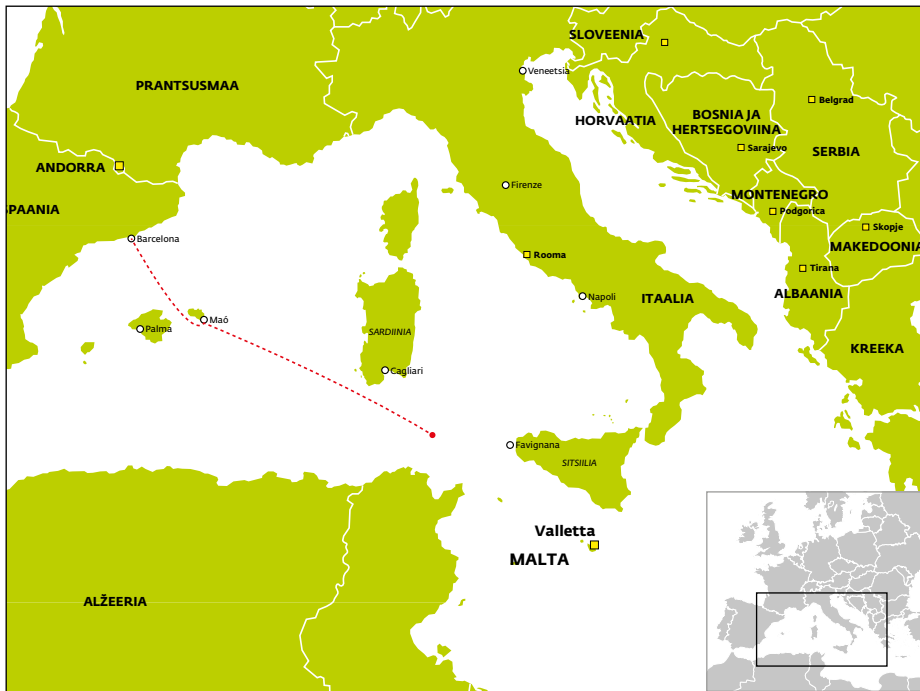 SLOVEENIA
Veneetsia
PRANTSUSMAA
Belgrad
BOSNIA JA
HERTSEGOVIINA
HORVAATIA
Sarajevo
SERBIA
ANDORRA
Firenze
MONTENEGRO
SPAANIA
Podgorica
Skopje
Barcelona
MAKEDOONIA
Rooma
Tirana
ALBAANIA
Napoli
ITAALIA
Maó
Palma
SARDIINIA
KREEKA
Cagliari
Favignana
SITSIILIA
Valletta
MALTA
ALŽEERIA